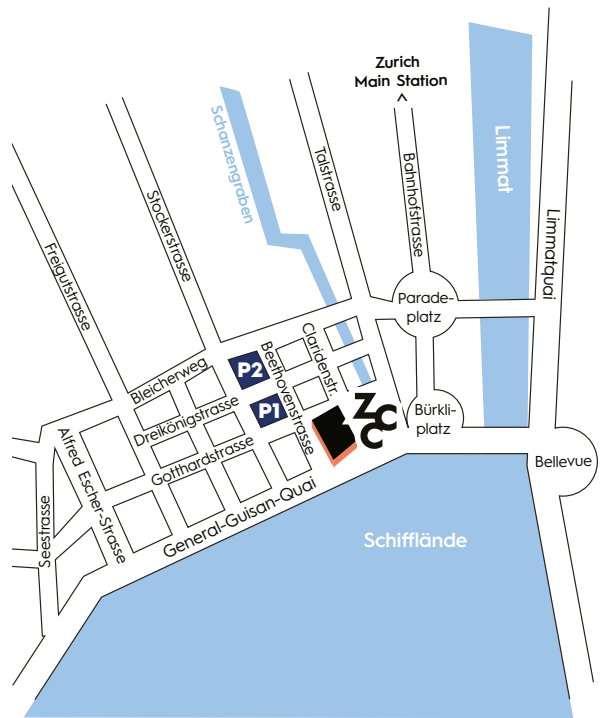 Zurich
Main Station
Schanzengraben
Limmat
Talstrasse
Bahnhofstrasse
Stockerstrasse
Limmatquai
Freigutstrasse
Parade-
platz
Claridenstr.
Beethovenstrasse
P2
Bleicherweg
P1
Dreikönigstrasse
ZCC
Bürkli-
platz
Alfred Escher-Strasse
Gotthardstrasse
Bellevue
General-Guisan-Quai
Seestrasse
Schifflände